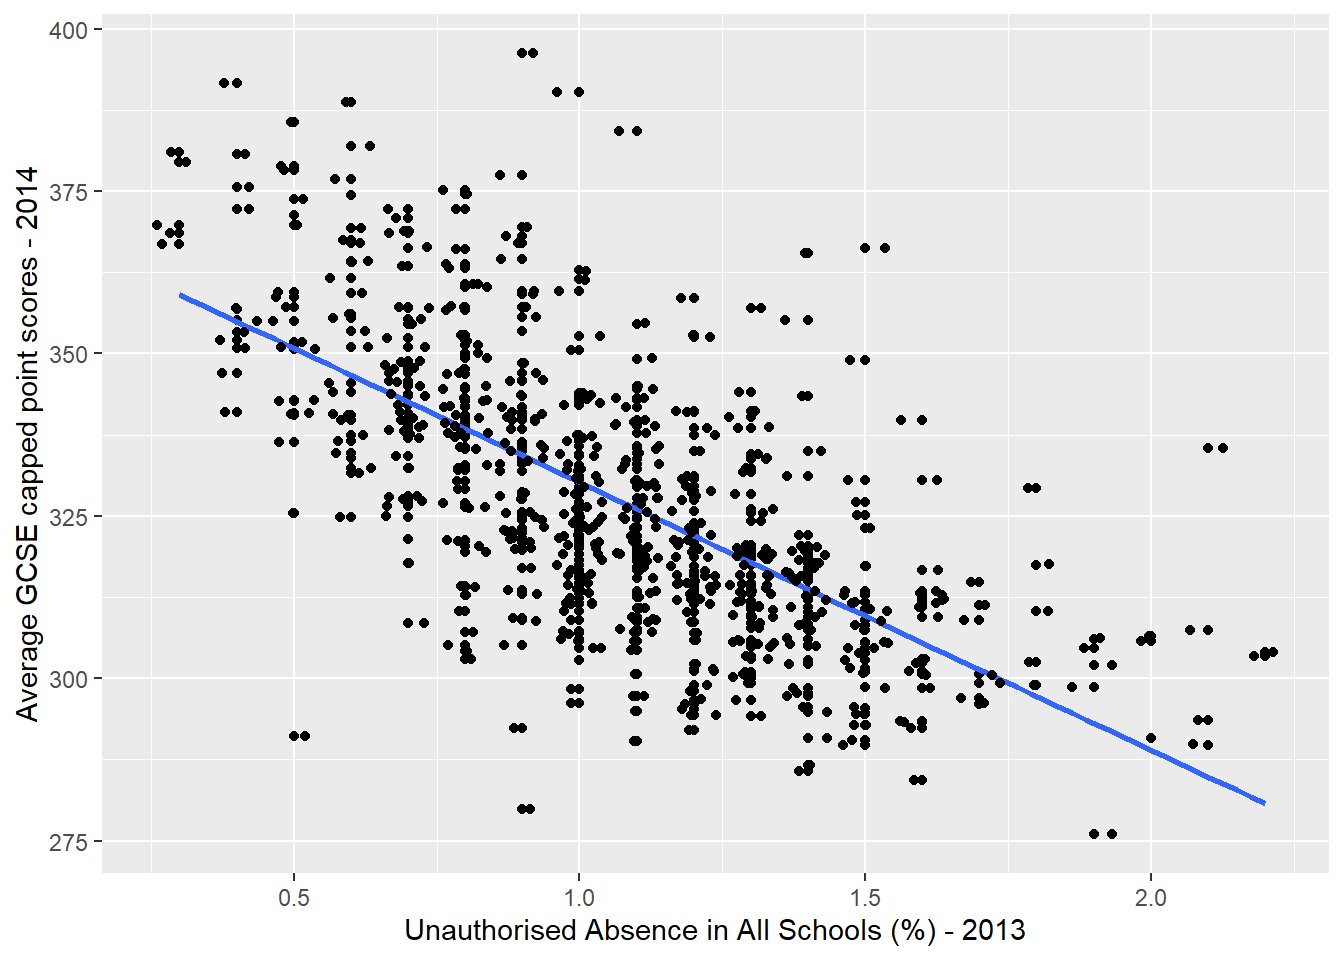 Average GCSE capped point scores - 2014
400
375
350
325
300
275
0.5 1.0 1.5 2.0
Unauthorised Absence in All Schools (%) - 2013